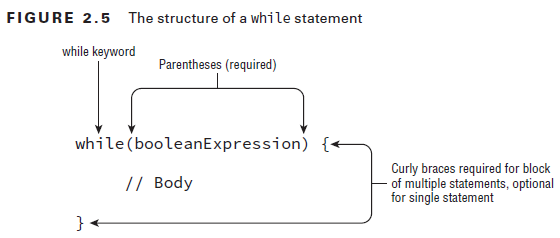 FIGURE 2.5 The structure of a while statement
while keyword
Parentheses (required)
while(booleanExpression) {
Curly braces required for block
// Body
of multiple statements, optional
for single statement
}